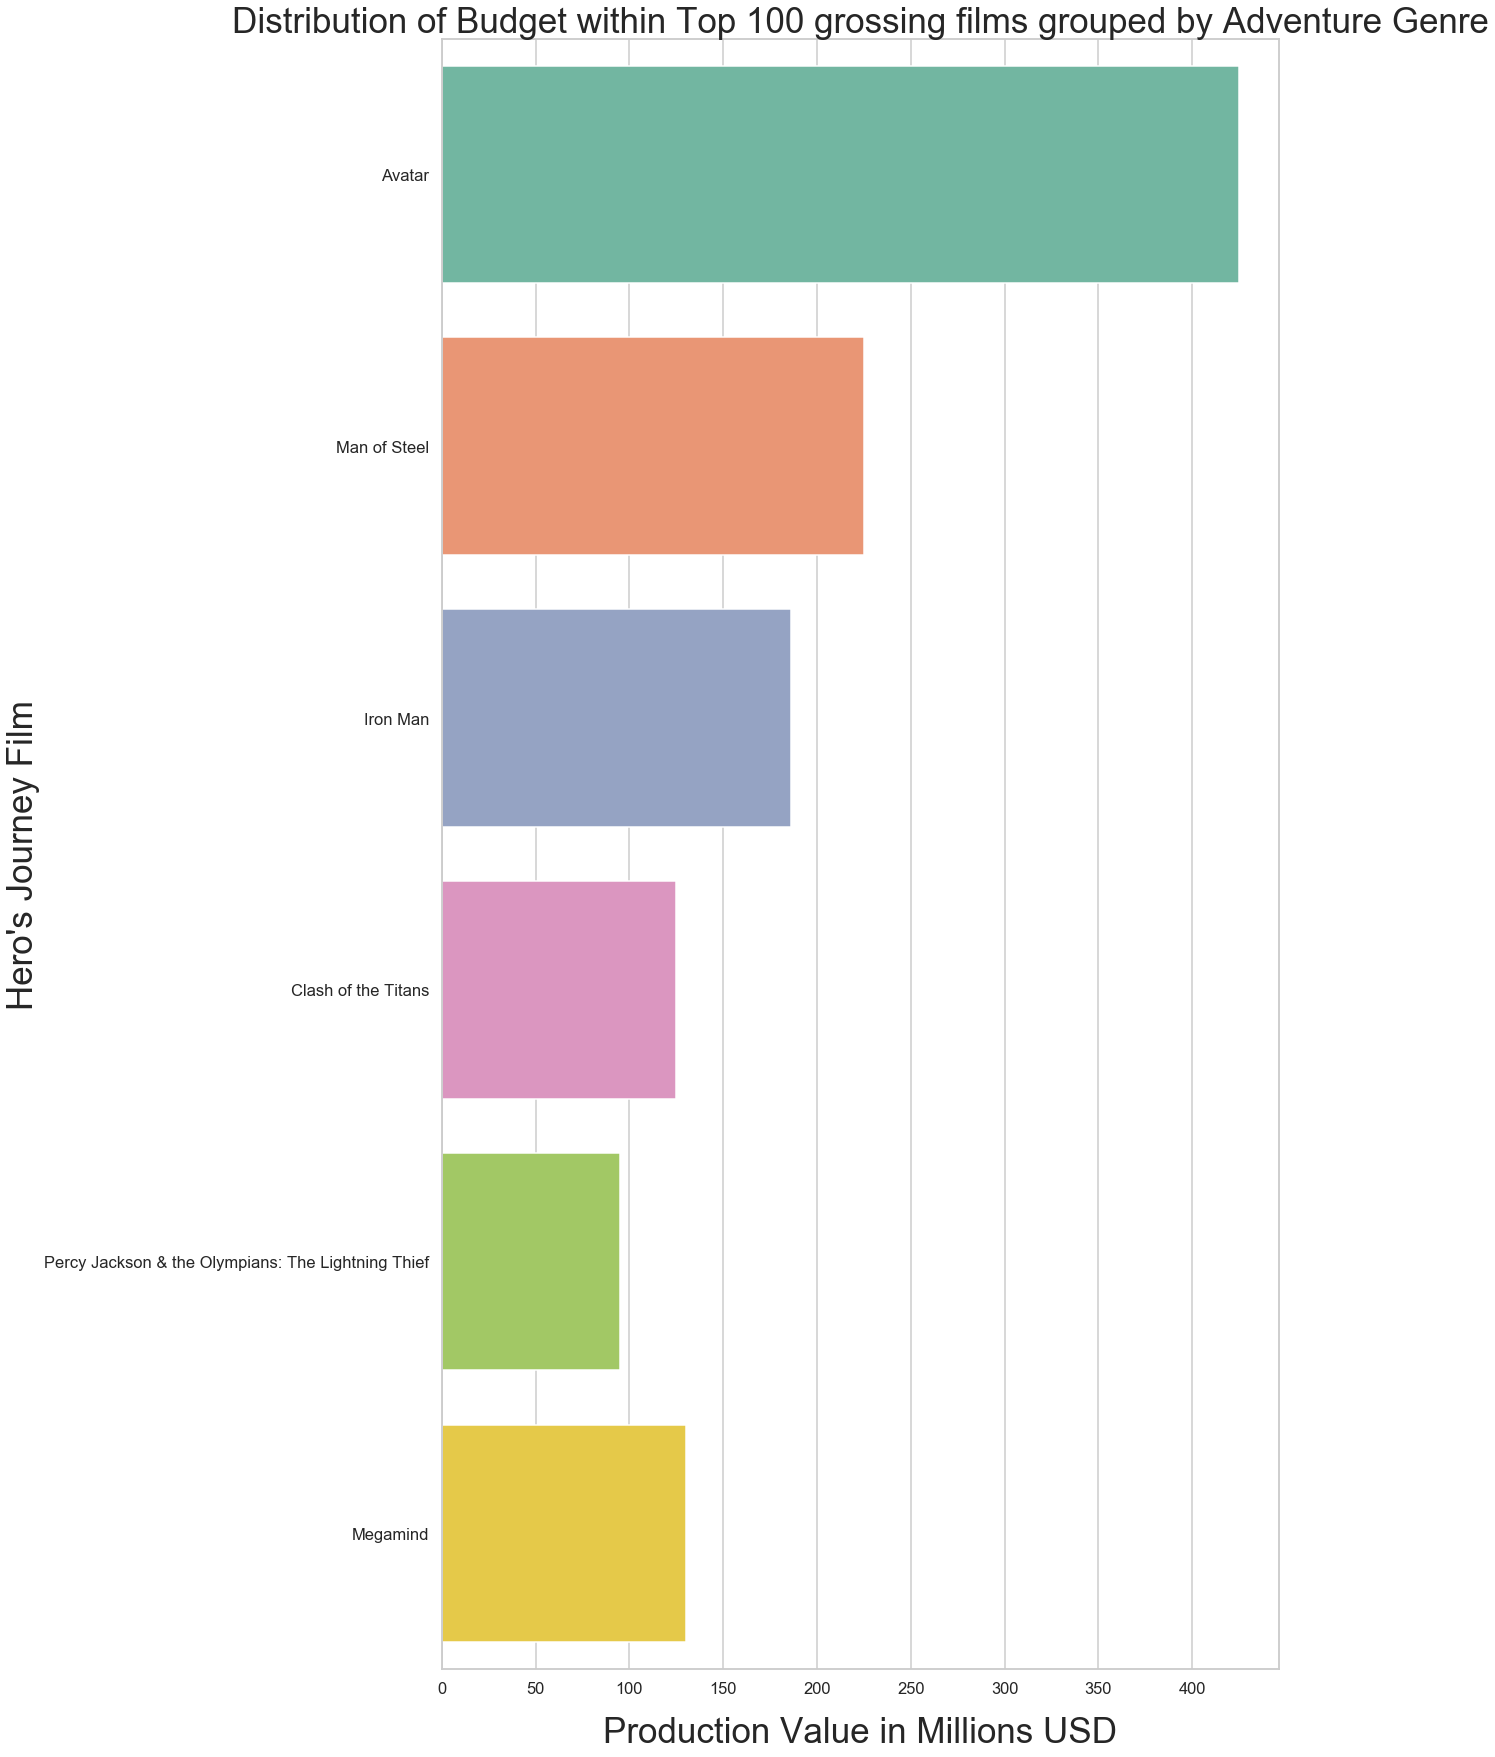 Distribution of Budget within Top 100 grossing films grouped by Adventure Genre
Hero's Journey Film
Avatar
Man of Steel
Iron Man
Clash of the Titans
Percy Jackson & the Olympians: The Lightning Thief
Megamind
0 50 100 150 200 250 300 350 400
Production Value in Millions USD